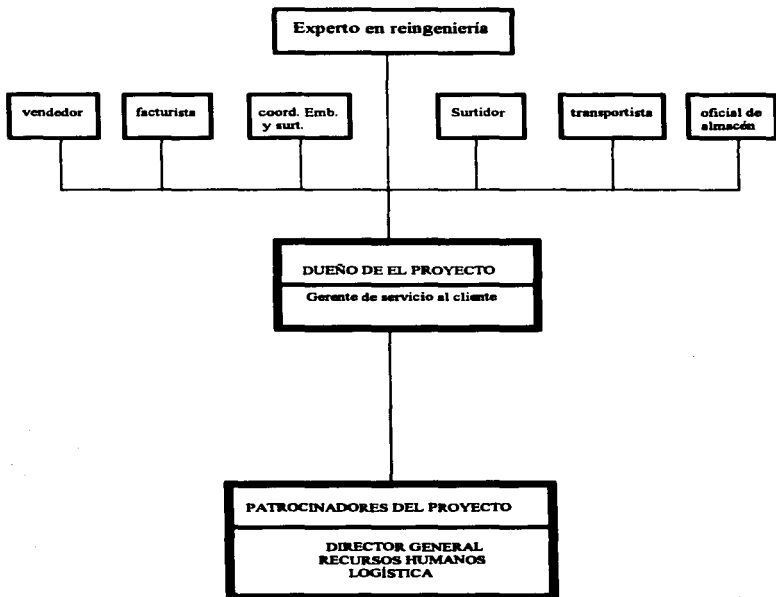 Experto en reingeniería
vendedor
facturista
coord. Emb.
y surt.
Surtidor
transportista
oficial de
almacén
DUEÑO DE EL PROYECTO
Gerente de servicio al cliente
PATROCINADORES DEL PROYECTO
DIRECTOR GENERAL
RECURSOS HUMANOS
LOGÍSTICA